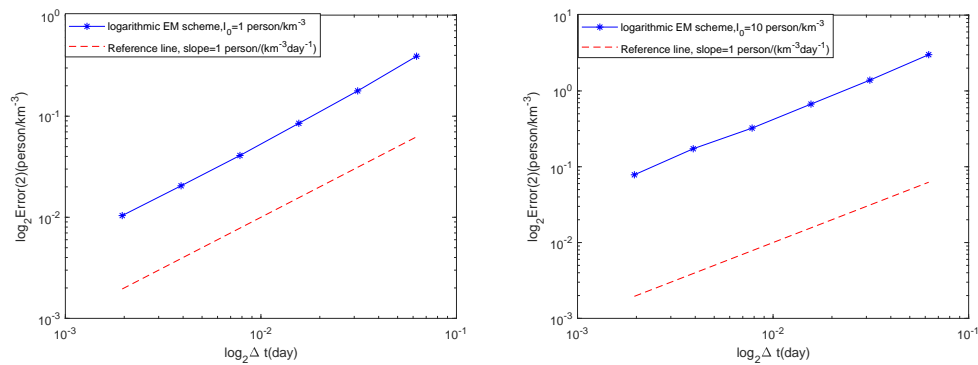 logarithmic EM scheme,I_0=1 person/km^-3
Reference line, slope=1 person/(km^-3day^-1)
10^0
10^-1
10^-2
10^-3
log_2Error(2)(person/km^-3)
10^-3
10^-2
10^-1
log_2Δ t(day)
logarithmic EM scheme,I_0=10 person/km^-3
Reference line, slope=1 person/(km^-3day^-1)
10^1
10^0
10^-1
10^-2
10^-3
log_2Error(2)(person/km^-3)
10^-3
10^-2
10^-1
log_2Δ t(day)